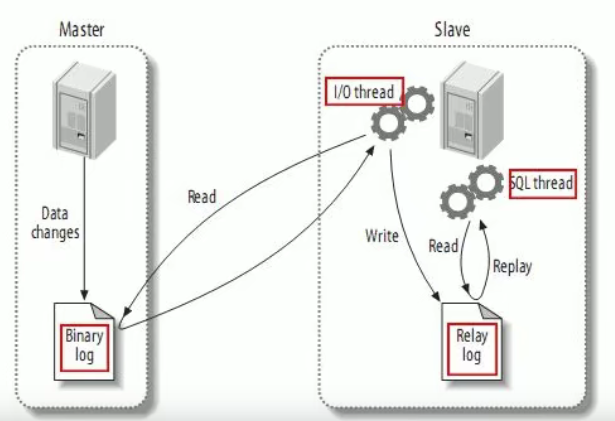 Master
Slave
I/O thread
SQL thread
Data
changes
Read
Write
Read
Replay
Binary
log
Relay
log